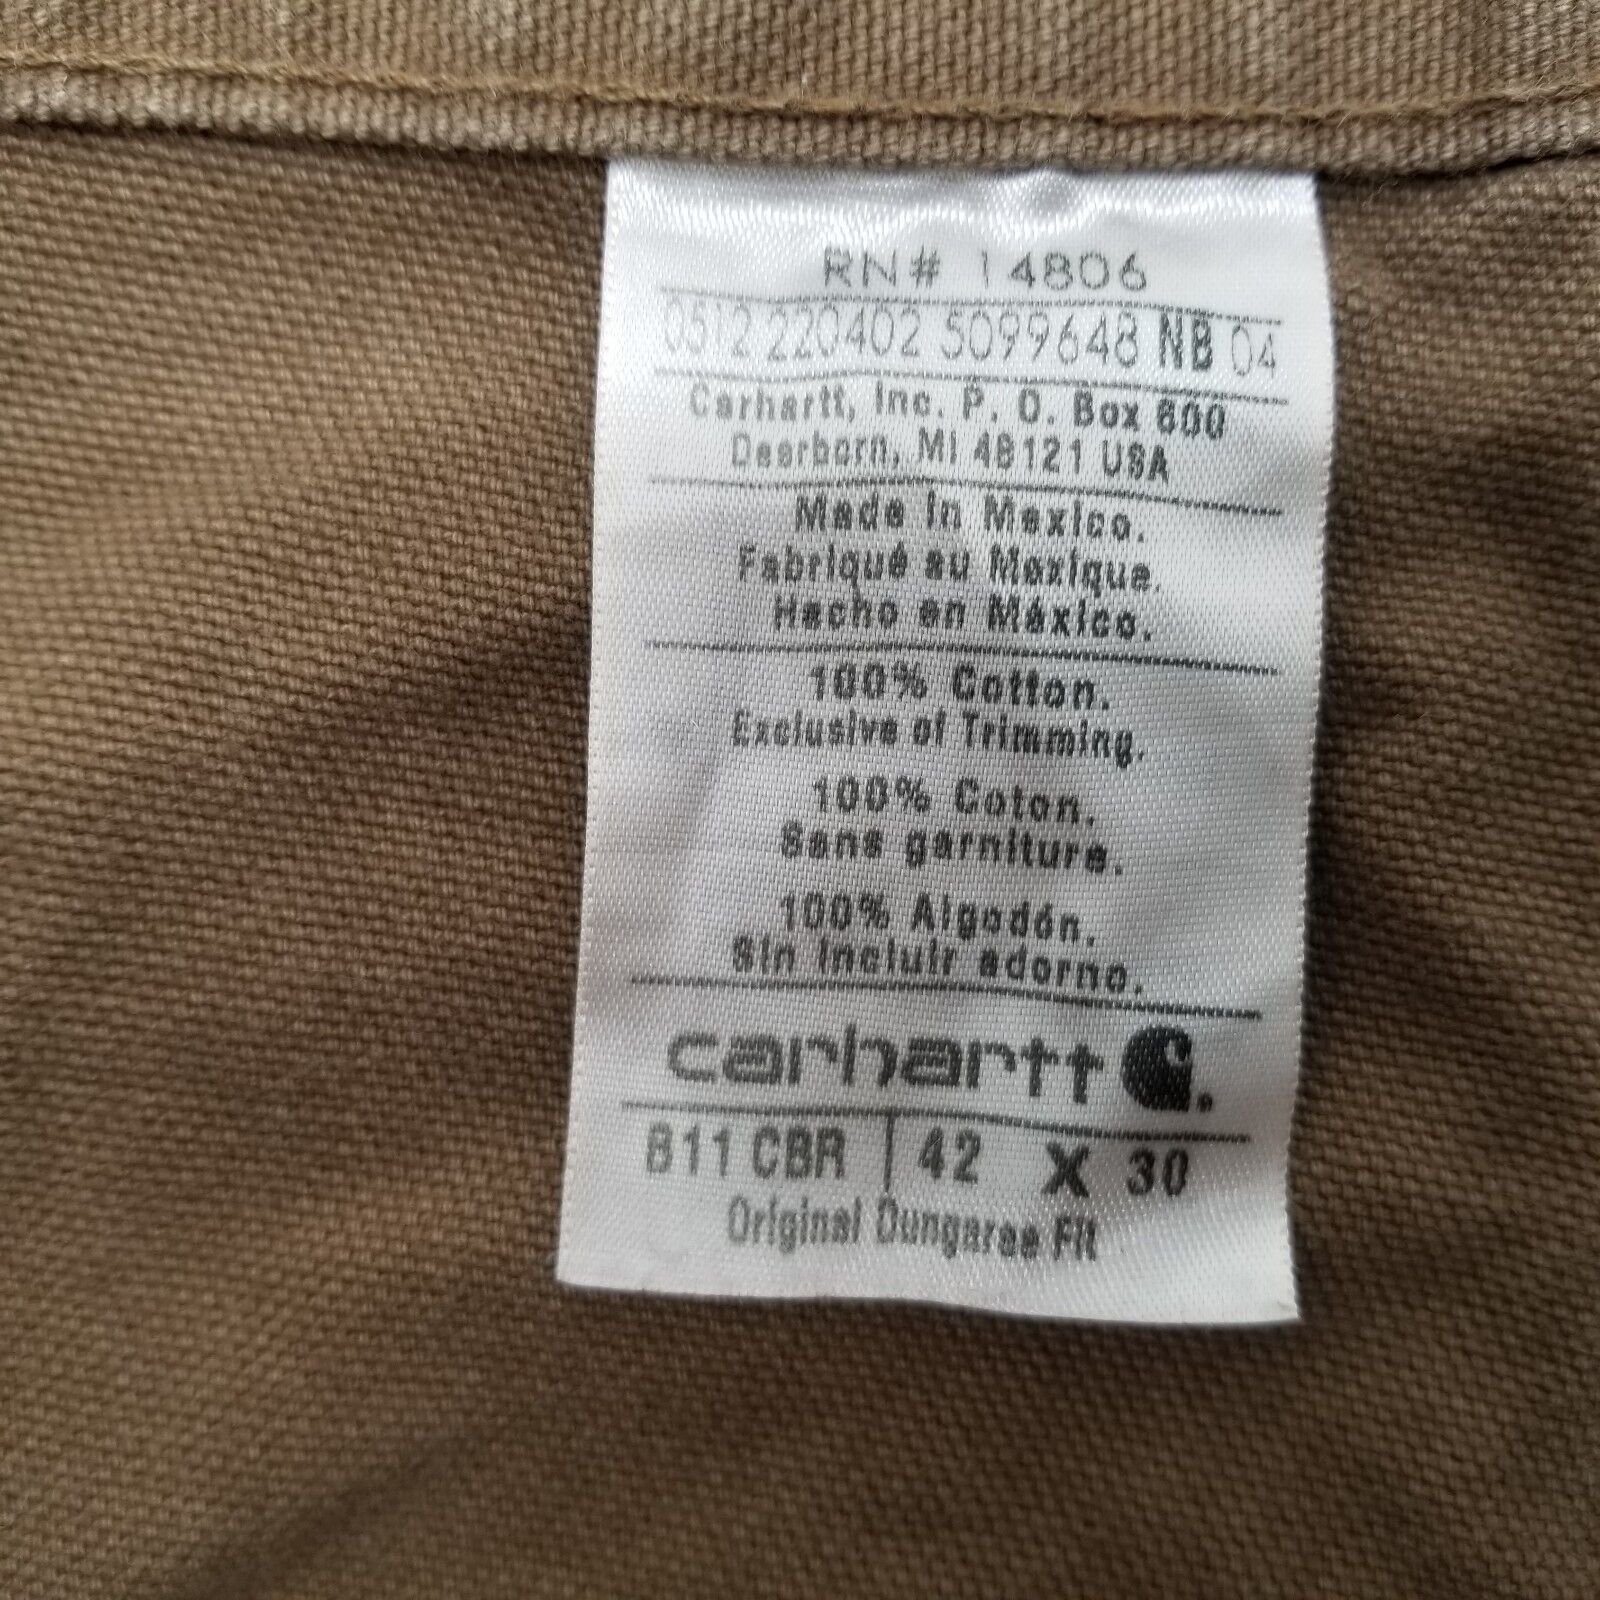 RN# 14806
0512 220402 5099648 NB 04
Carhartt, Inc. P. O. Box 600
Dearborn, MI 48121 USA
Made in Mexico.
Fabriqué au Mexique.
Hecho en México.
100% Cotton.
Exclusive of Trimming.
100% Coton.
Sans garniture.
100% Algodón.
Sin incluir adorno.
carhartt
B11 CBR | 42 X 30
Original Dungaree Fit